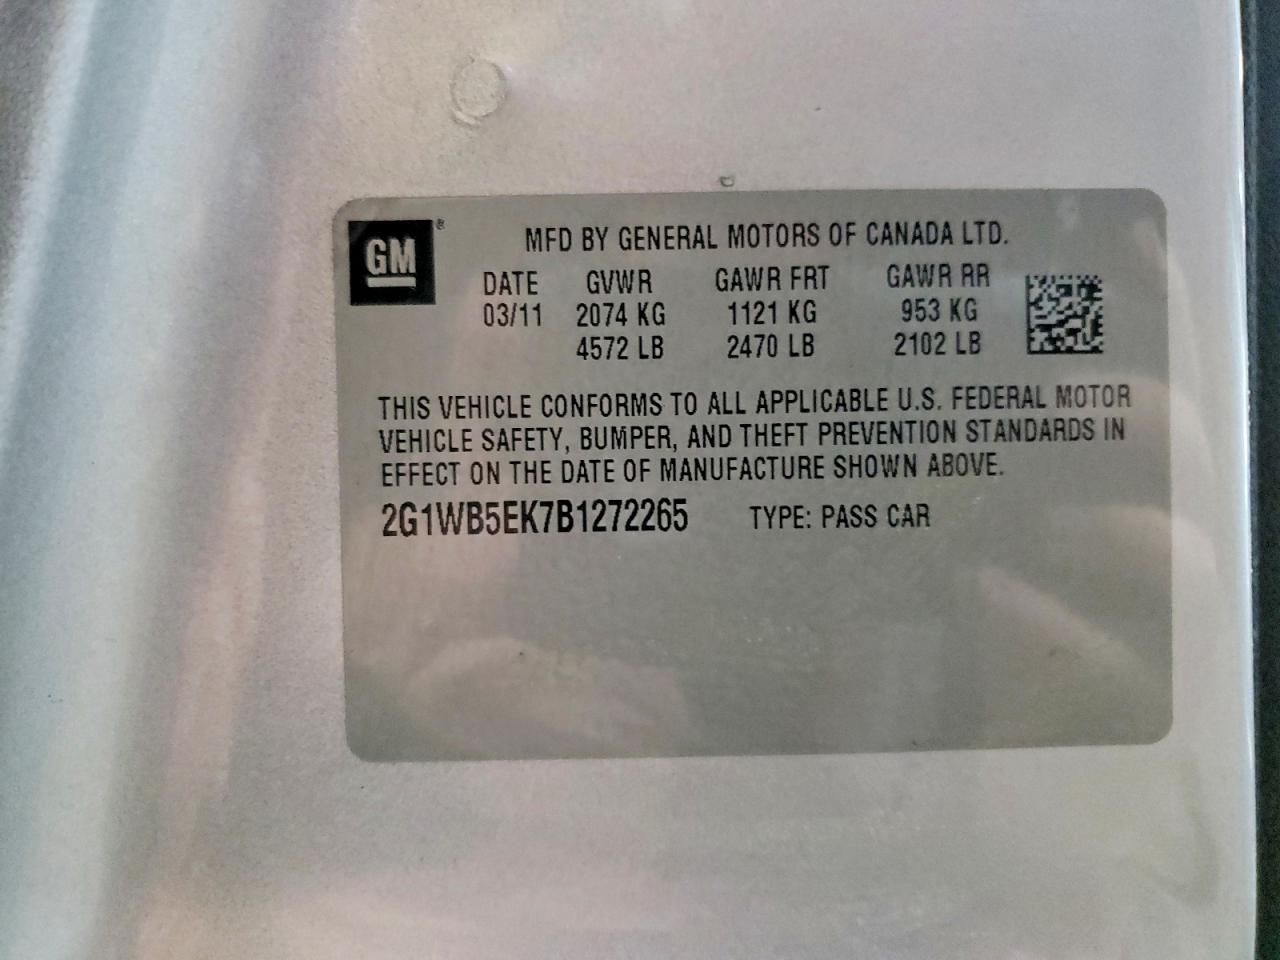 GM®
MFD BY GENERAL MOTORS OF CANADA LTD.
DATE GVWR GAWR FRT GAWR RR
03/11 2074 KG 1121 KG 953 KG
4572 LB 2470 LB 2102 LB
THIS VEHICLE CONFORMS TO ALL APPLICABLE U.S. FEDERAL MOTOR
VEHICLE SAFETY, BUMPER, AND THEFT PREVENTION STANDARDS IN
EFFECT ON THE DATE OF MANUFACTURE SHOWN ABOVE.
2G1WB5EK7B1272265 TYPE: PASS CAR